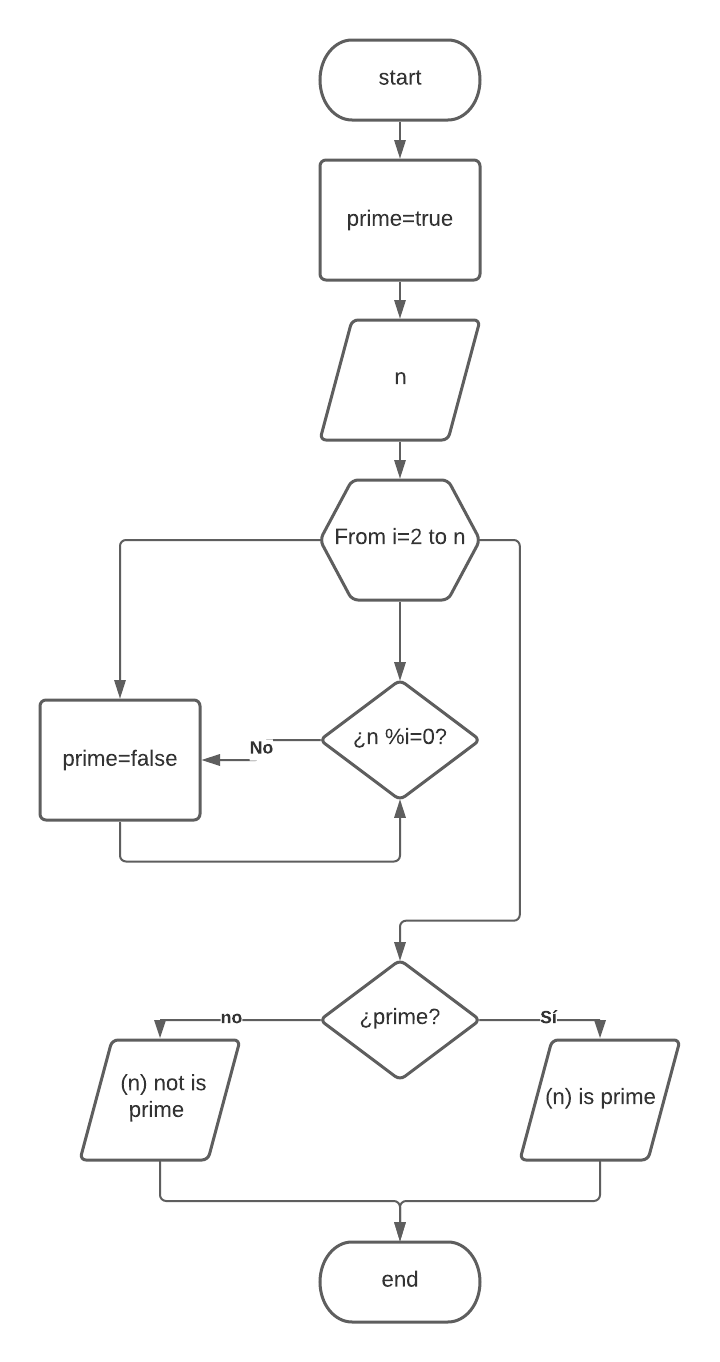 start
prime=true
n
From i=2 to n
¿n %i=0?
No
prime=false
¿prime?
no
Sí
(n) not is
prime
(n) is prime
end